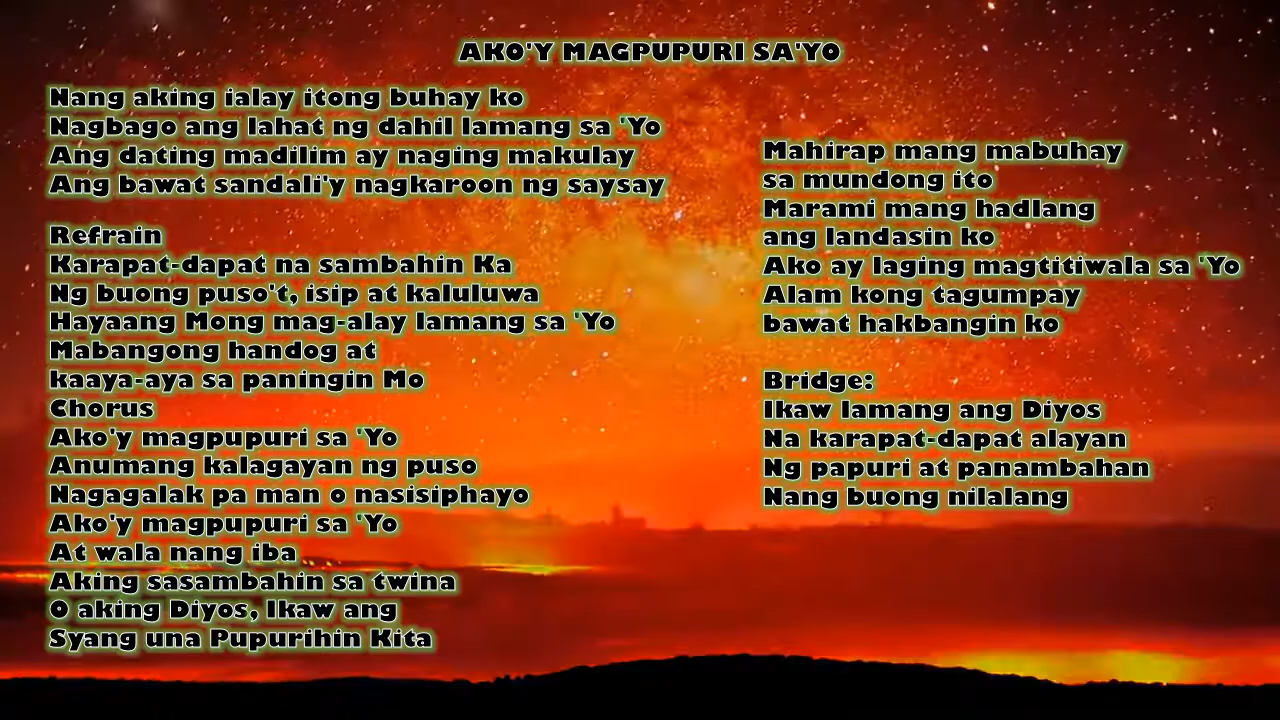 AKO'Y MAGPUPURI SA'YO
Nang aking ialay itong buhay ko
Nagbago ang lahat ng dahil lamang sa 'Yo
Ang dating madilim ay naging makulay
Ang bawat sandali'y nagkaroon ng saysay
Refrain
Karapat-dapat na sambahin Ka
Ng buong puso't, isip at kaluluwa
Hayaang Mong mag-alay lamang sa 'Yo
Mabangong handog at
kaaya-aya sa paningin Mo
Chorus
Ako'y magpupuri sa 'Yo
Anumang kalagayan ng puso
Nagagalak pa man o nasisiphayo
Ako'y magpupuri sa 'Yo
At wala nang iba
Aking sasambahin sa twina
O aking Diyos, Ikaw ang
Syang una Pupurihin Kita
Mahirap mang mabuhay
sa mundong ito
Marami mang hadlang
ang landasin ko
Ako ay laging magtitiwala sa 'Yo
Alam kong tagumpay
bawat hakbangin ko
Bridge:
Ikaw lamang ang Diyos
Na karapat-dapat alayan
Ng papuri at panambahan
Nang buong nilalang